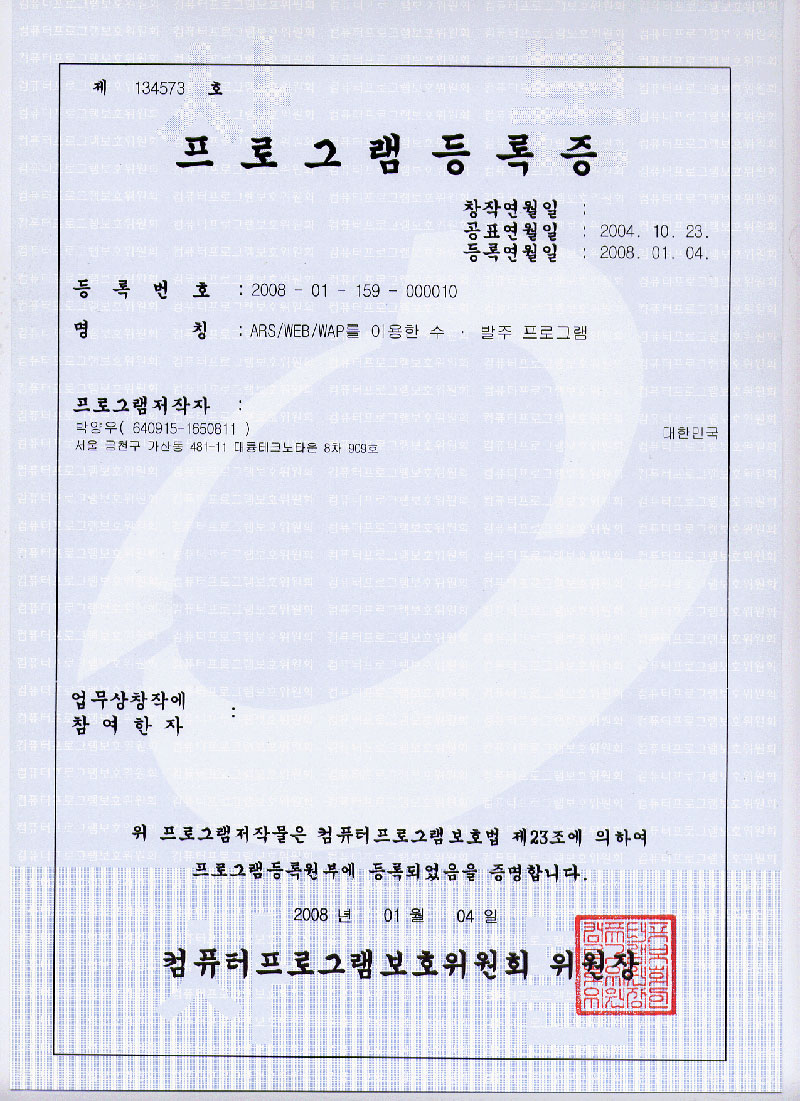 제 134573 호
프로그램등록증
창작연월일 :
공표연월일 : 2004. 10. 23.
등록연월일 : 2008. 01. 04.
등 록 번 호 : 2008 - 01 - 159 - 000010
명 칭 : ARS/WEB/WAP를 이용한 수 · 발주 프로그램
프로그램저작자 :
박양우( 640915-1650811 ) 대한민국
서울 금천구 가산동 481-11 대륭테크노타운 8차 909호
업무상창작에
참 여 한 자 :
위 프로그램저작물은 컴퓨터프로그램보호법 제23조에 의하여
프로그램등록원부에 등록되었음을 증명합니다.
2008 년 01 월 04 일
컴퓨터프로그램보호위원회 위원장